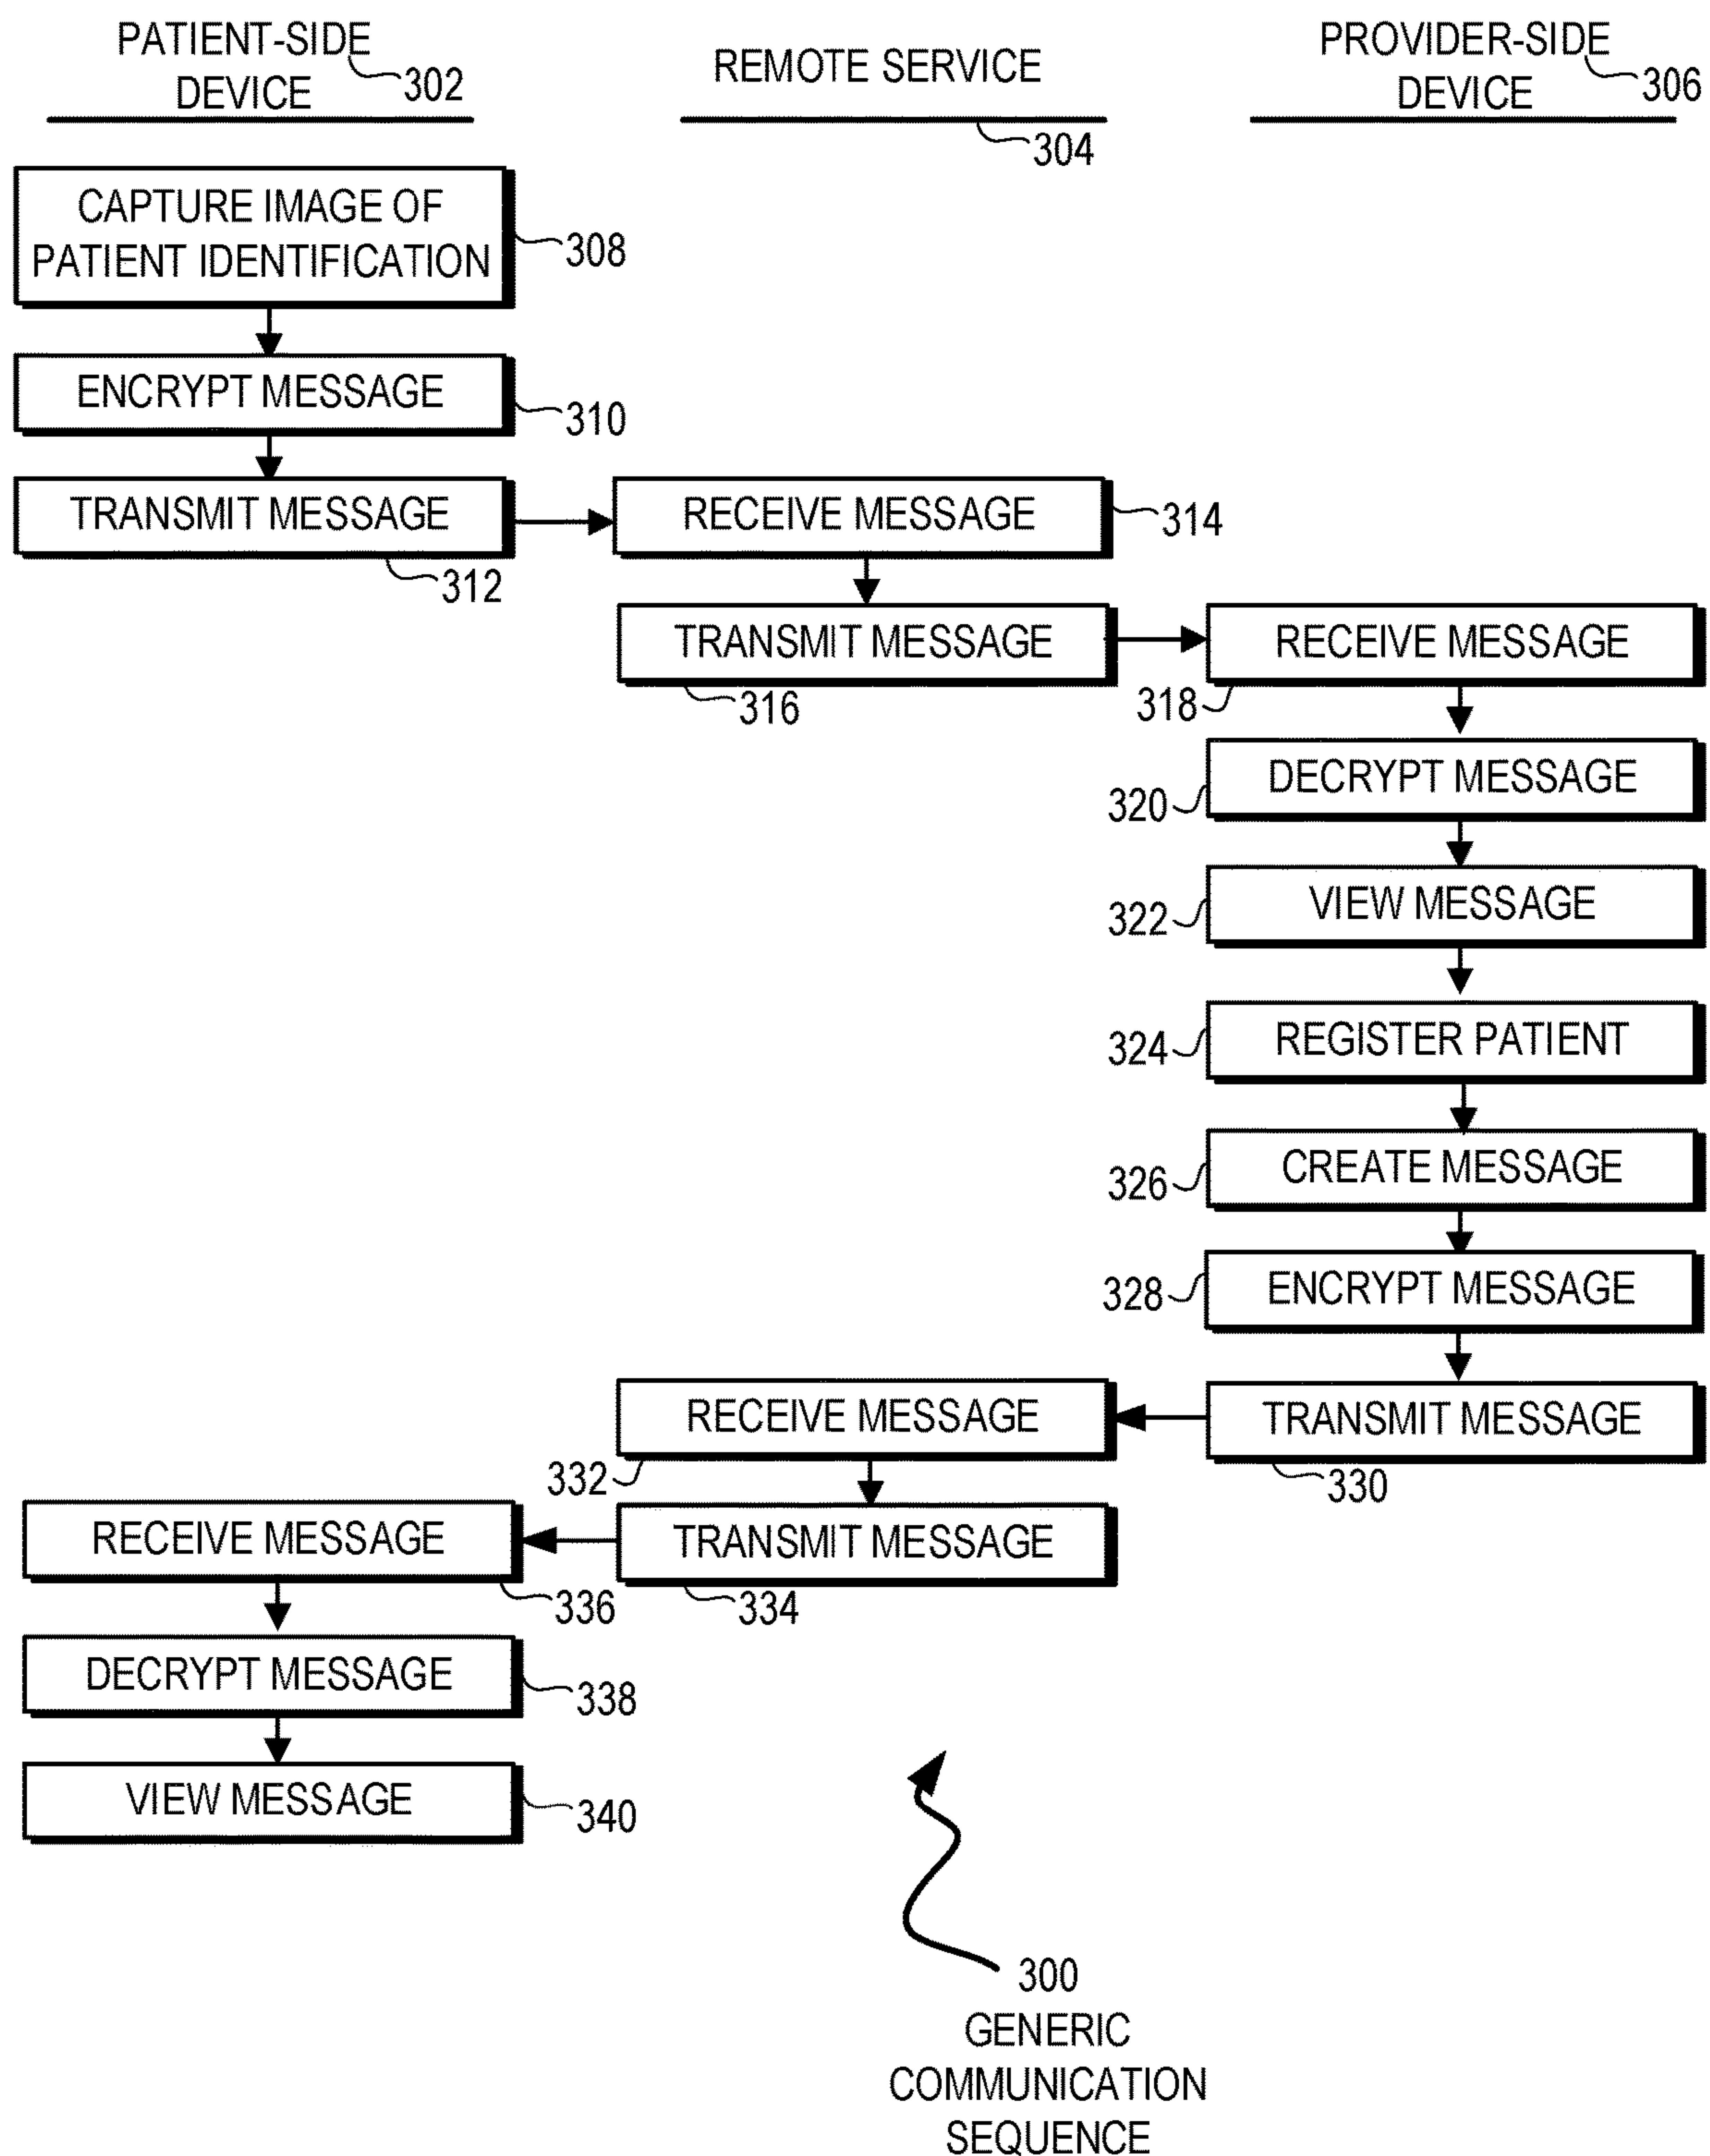 PATIENT-SIDE
DEVICE
302
REMOTE SERVICE
304
PROVIDER-SIDE
DEVICE
306
CAPTURE IMAGE OF
PATIENT IDENTIFICATION
308
ENCRYPT MESSAGE
310
TRANSMIT MESSAGE
312
RECEIVE MESSAGE
314
TRANSMIT MESSAGE
316
RECEIVE MESSAGE
318
DECRYPT MESSAGE
320
VIEW MESSAGE
322
REGISTER PATIENT
324
CREATE MESSAGE
326
ENCRYPT MESSAGE
328
TRANSMIT MESSAGE
330
RECEIVE MESSAGE
332
TRANSMIT MESSAGE
334
RECEIVE MESSAGE
336
DECRYPT MESSAGE
338
VIEW MESSAGE
340
300
GENERIC
COMMUNICATION
SEQUENCE